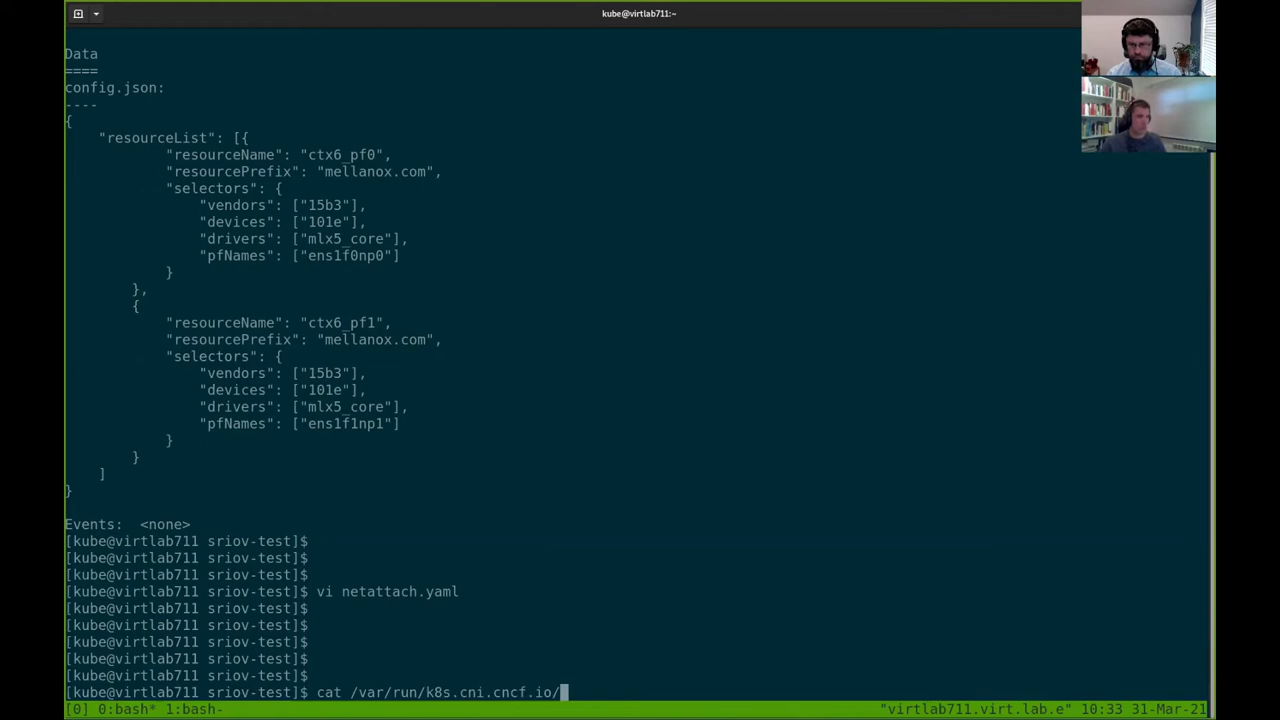 kube@virtlab711:~
Data
====
config.json:
----
{
    "resourceList": [{
            "resourceName": "ctx6_pf0",
            "resourcePrefix": "mellanox.com",
            "selectors": {
                "vendors": ["15b3"],
                "devices": ["101e"],
                "drivers": ["mlx5_core"],
                "pfNames": ["ens1f0np0"]
            }
        },
        {
            "resourceName": "ctx6_pf1",
            "resourcePrefix": "mellanox.com",
            "selectors": {
                "vendors": ["15b3"],
                "devices": ["101e"],
                "drivers": ["mlx5_core"],
                "pfNames": ["ens1f1np1"]
            }
        }
    ]
}
Events:  <none>
[kube@virtlab711 sriov-test]$
[kube@virtlab711 sriov-test]$
[kube@virtlab711 sriov-test]$
[kube@virtlab711 sriov-test]$ vi netattach.yaml
[kube@virtlab711 sriov-test]$
[kube@virtlab711 sriov-test]$
[kube@virtlab711 sriov-test]$
[kube@virtlab711 sriov-test]$
[kube@virtlab711 sriov-test]$
[kube@virtlab711 sriov-test]$ cat /var/run/k8s.cni.cncf.io/
[0] 0:bash* 1:bash- "virtlab711.virt.lab.e" 10:33 31-Mar-21